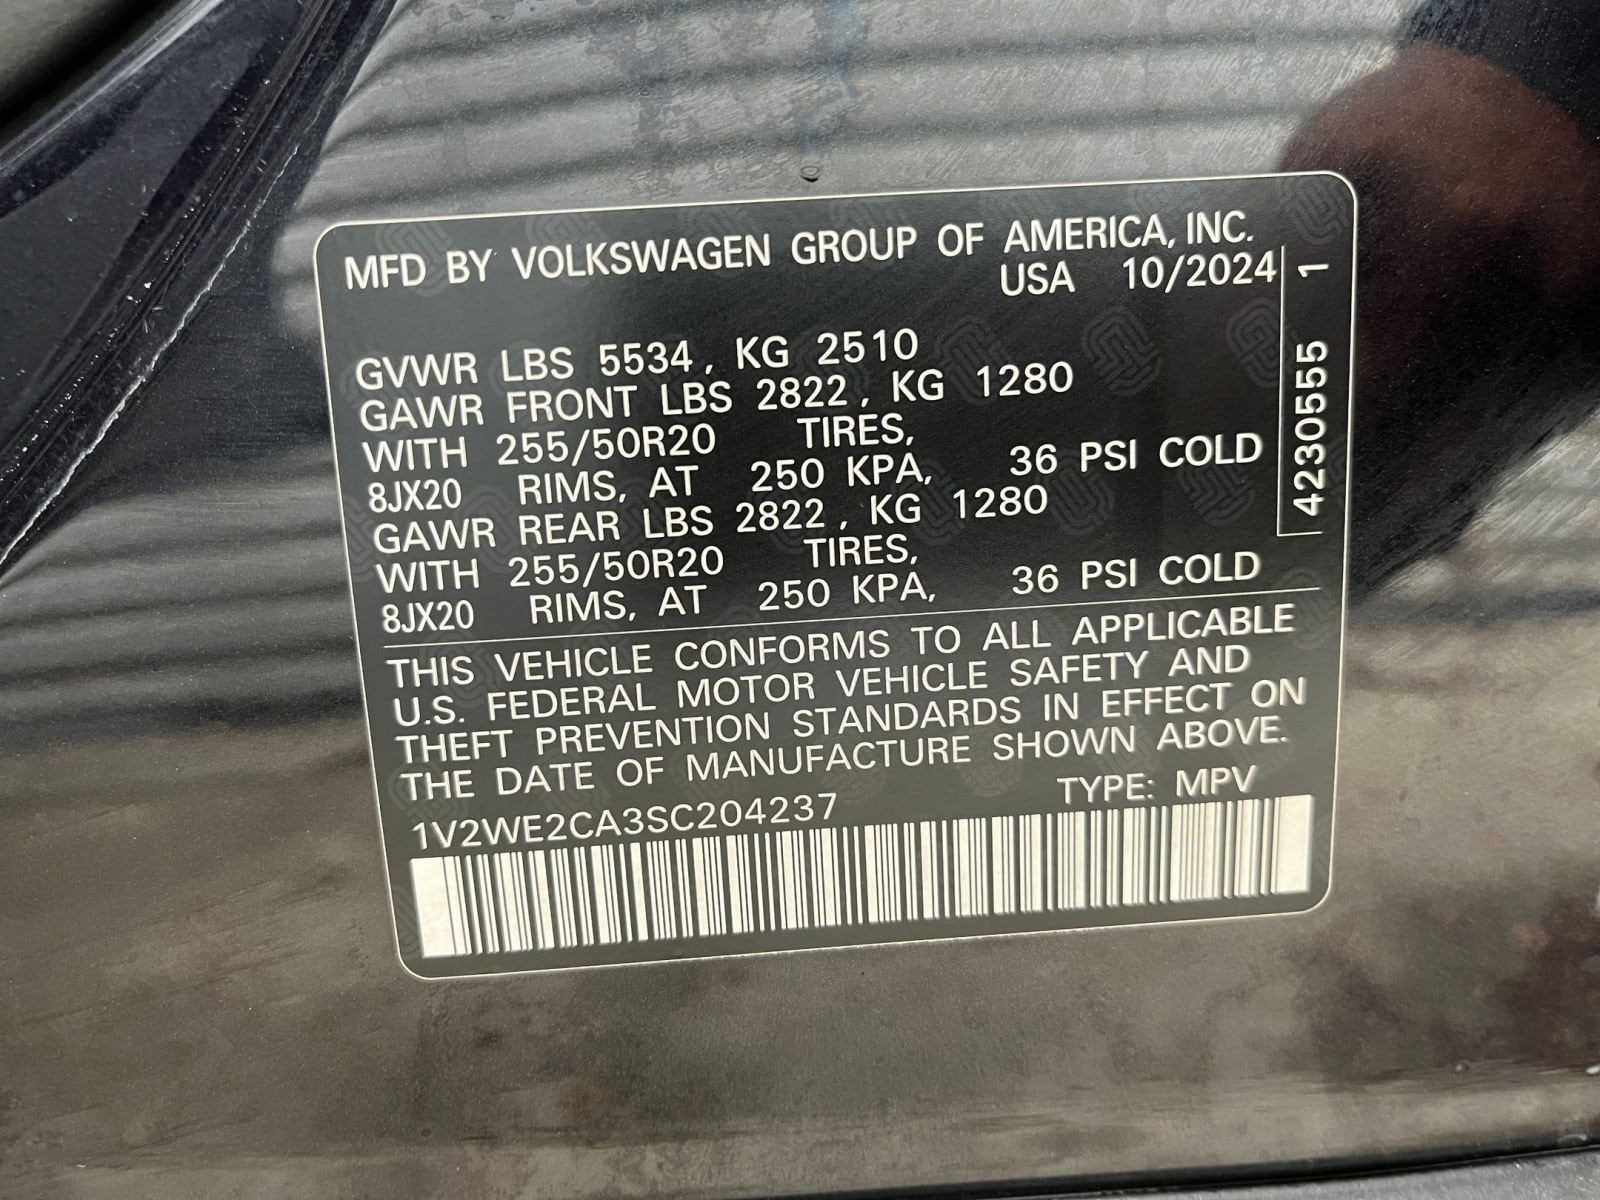 MFD BY VOLKSWAGEN GROUP OF AMERICA, INC.
USA 10/2024
GVWR LBS 5534, KG 2510
GAWR FRONT LBS 2822, KG 1280
WITH 255/50R20 TIRES,
8JX20 RIMS, AT 250 KPA, 36 PSI COLD
GAWR REAR LBS 2822, KG 1280
WITH 255/50R20 TIRES,
8JX20 RIMS, AT 250 KPA, 36 PSI COLD
THIS VEHICLE CONFORMS TO ALL APPLICABLE
U.S. FEDERAL MOTOR VEHICLE SAFETY AND
THEFT PREVENTION STANDARDS IN EFFECT ON
THE DATE OF MANUFACTURE SHOWN ABOVE.
1V2WE2CA3SC204237 TYPE: MPV
4230555 1